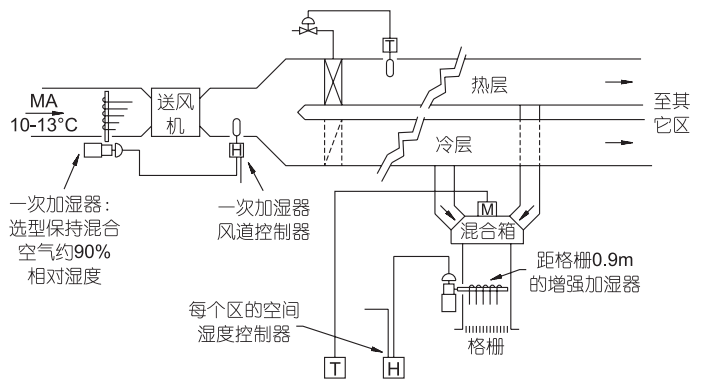 T
MA
10-13°C
送风
机
热层
至其
它区
冷层
H
一次加湿器：
选型保持混合
空气约90%
相对湿度
一次加湿器
风道控制器
M
混合箱
距格栅0.9m
的增强加湿器
每个区的空间
湿度控制器
格栅
T
H